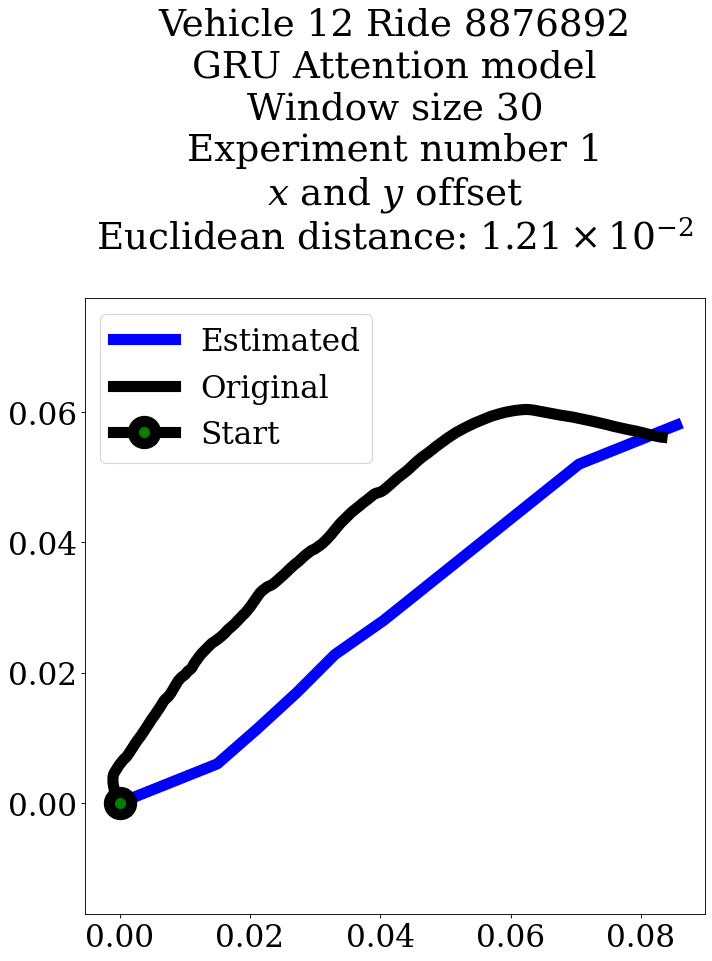 Vehicle 12 Ride 8876892
GRU Attention model
Window size 30
Experiment number 1
x and y offset
Euclidean distance: 1.21 × 10⁻²
Estimated
Original
Start
0.06
0.04
0.02
0.00
0.00 0.02 0.04 0.06 0.08